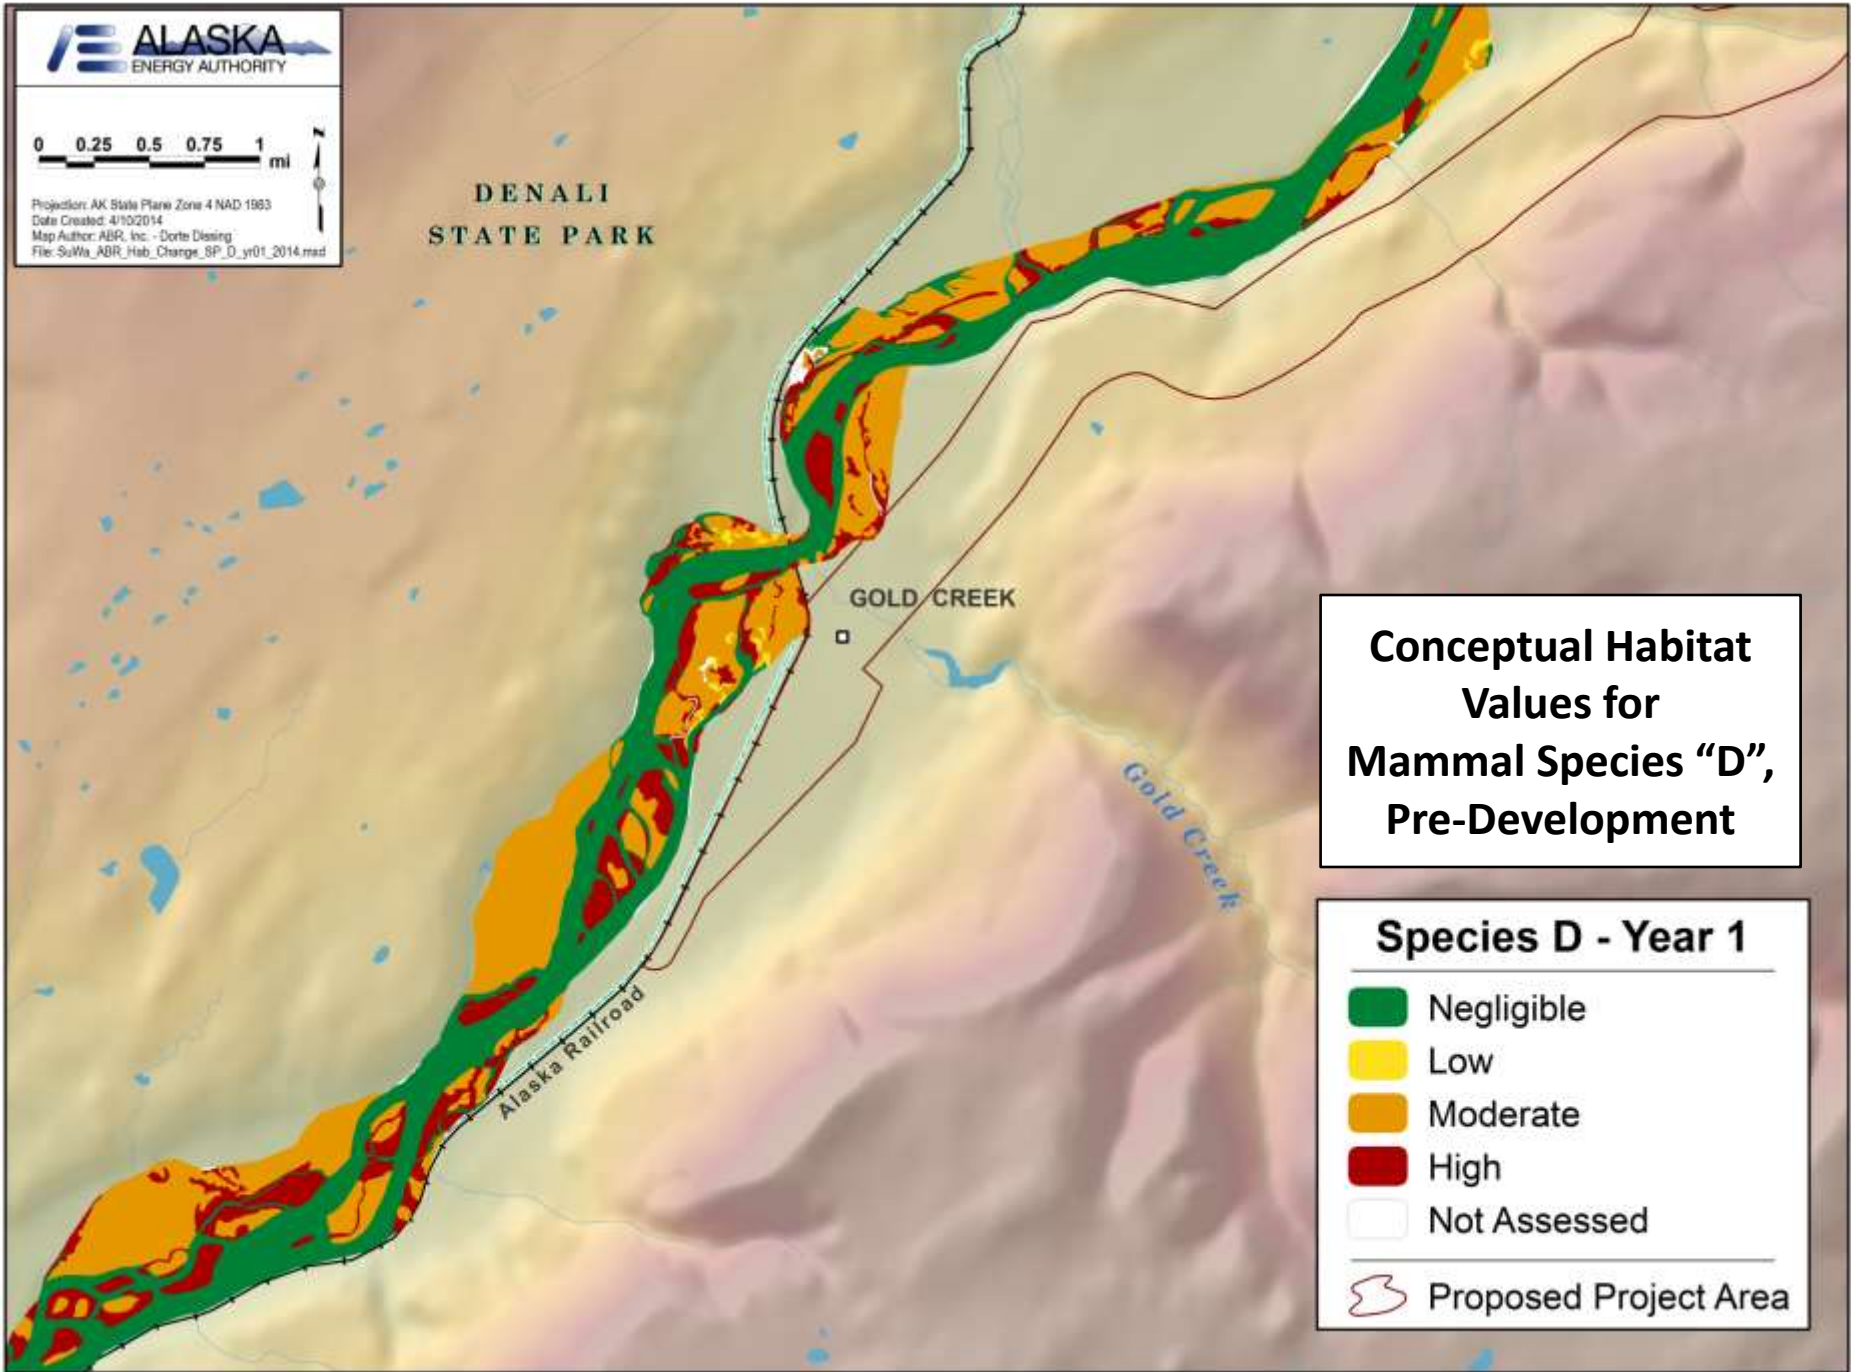 ALASKA
ENERGY AUTHORITY
0 0.25 0.5 0.75 1
mi
N
Projection: AK State Plane Zone 4 NAD 1983
Date Created: 4/10/2014
Map Author: ABR, Inc. - Dorte Dissing
File: SuWa_ABR_Hab_Change_SP_D_yr01_2014.mxd
DENALI
STATE PARK
GOLD CREEK
Gold Creek
Alaska Railroad
Conceptual Habitat
Values for
Mammal Species “D”,
Pre-Development
Species D - Year 1
Negligible
Low
Moderate
High
Not Assessed
Proposed Project Area